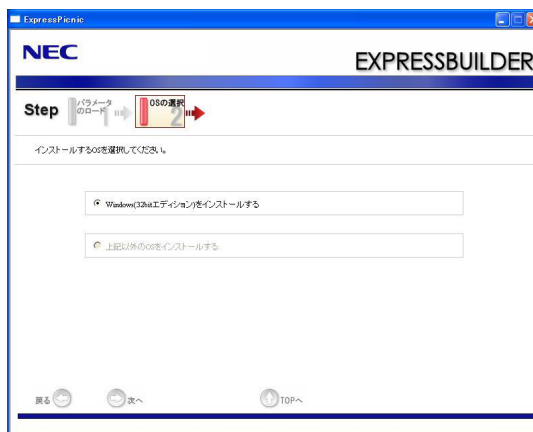 ExpressPicnic
NEC
EXPRESSBUILDER
Step パラメータのロード 1 OSの選択 2
インストールするOSを選択してください。
Windows(32bitエディション)をインストールする
上記以外のOSをインストールする
戻る 次へ TOPへ